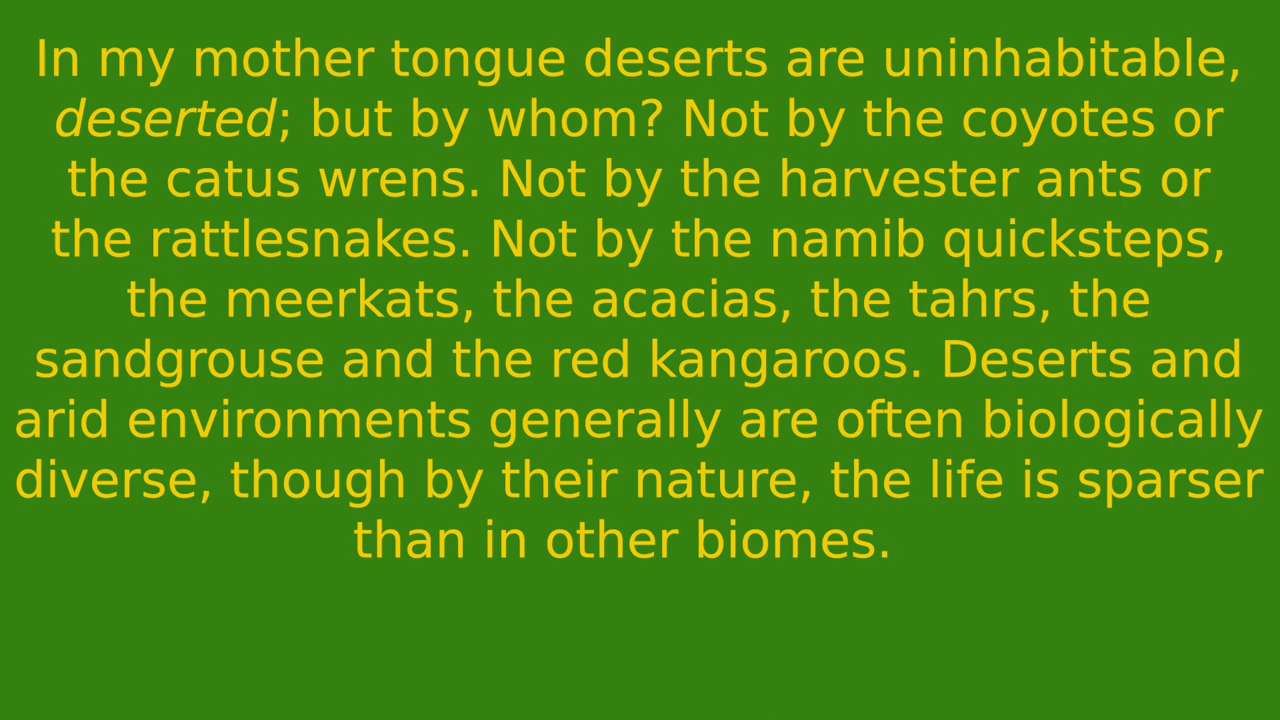 In my mother tongue deserts are uninhabitable,
deserted; but by whom? Not by the coyotes or
the catus wrens. Not by the harvester ants or
the rattlesnakes. Not by the namib quicksteps,
the meerkats, the acacias, the tahrs, the
sandgrouse and the red kangaroos. Deserts and
arid environments generally are often biologically
diverse, though by their nature, the life is sparser
than in other biomes.